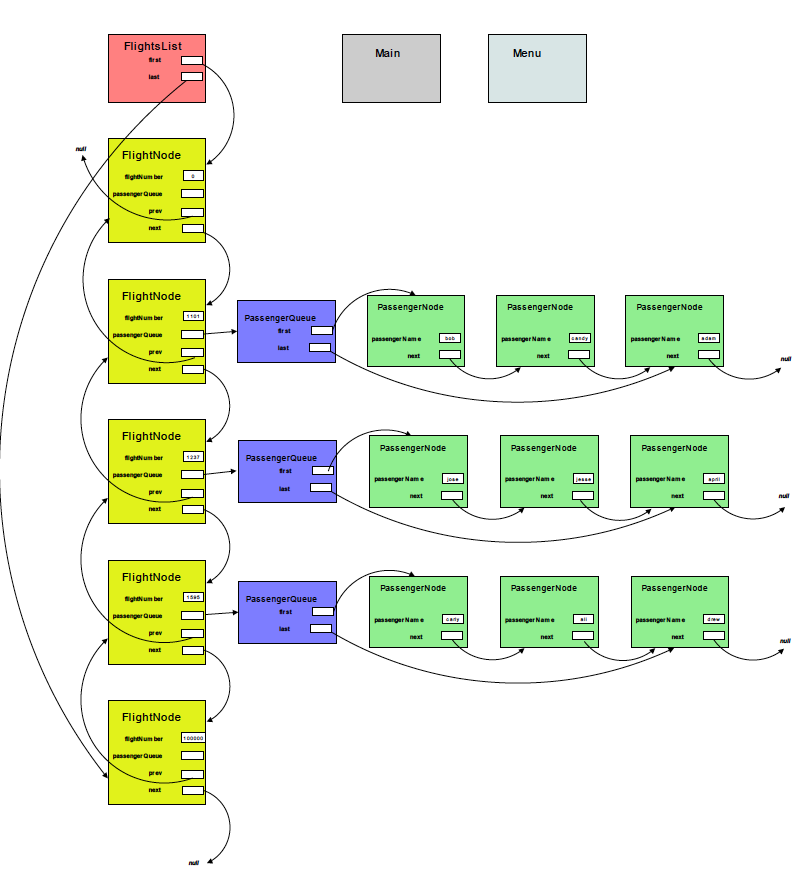 FlightsList
first
last
Main
Menu
null
FlightNode
flightNumber 0
passengerQueue
prev
next
FlightNode
flightNumber 1101
passengerQueue
prev
next
PassengerQueue
first
last
PassengerNode
passengerName bob
next
PassengerNode
passengerName candy
next
PassengerNode
passengerName adam
next
null
FlightNode
flightNumber 1237
passengerQueue
prev
next
PassengerQueue
first
last
PassengerNode
passengerName jose
next
PassengerNode
passengerName jesse
next
PassengerNode
passengerName april
next
null
FlightNode
flightNumber 1595
passengerQueue
prev
next
PassengerQueue
first
last
PassengerNode
passengerName carly
next
PassengerNode
passengerName ali
next
PassengerNode
passengerName drew
next
null
FlightNode
flightNumber 100000
passengerQueue
prev
next
null